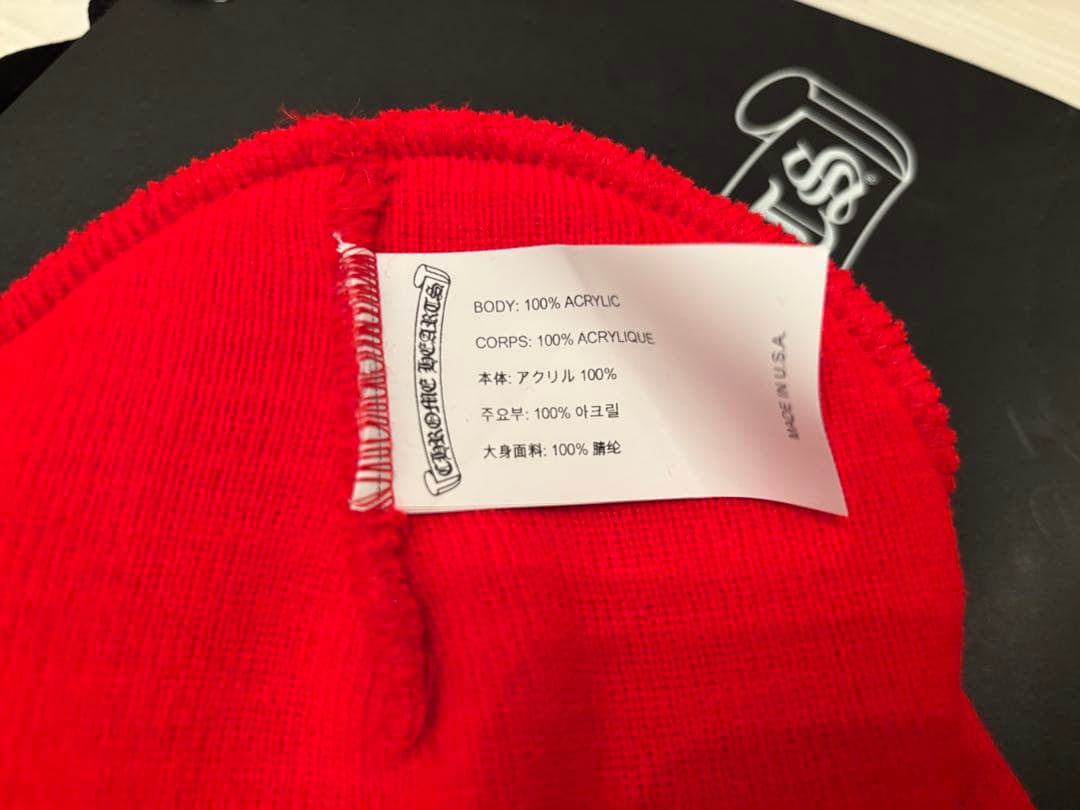 CHROME HEARTS
BODY: 100% ACRYLIC
CORPS: 100% ACRYLIQUE
本体: アクリル 100%
주요부: 100% 아크릴
大身面料: 100% 腈纶
MADE IN U.S.A.